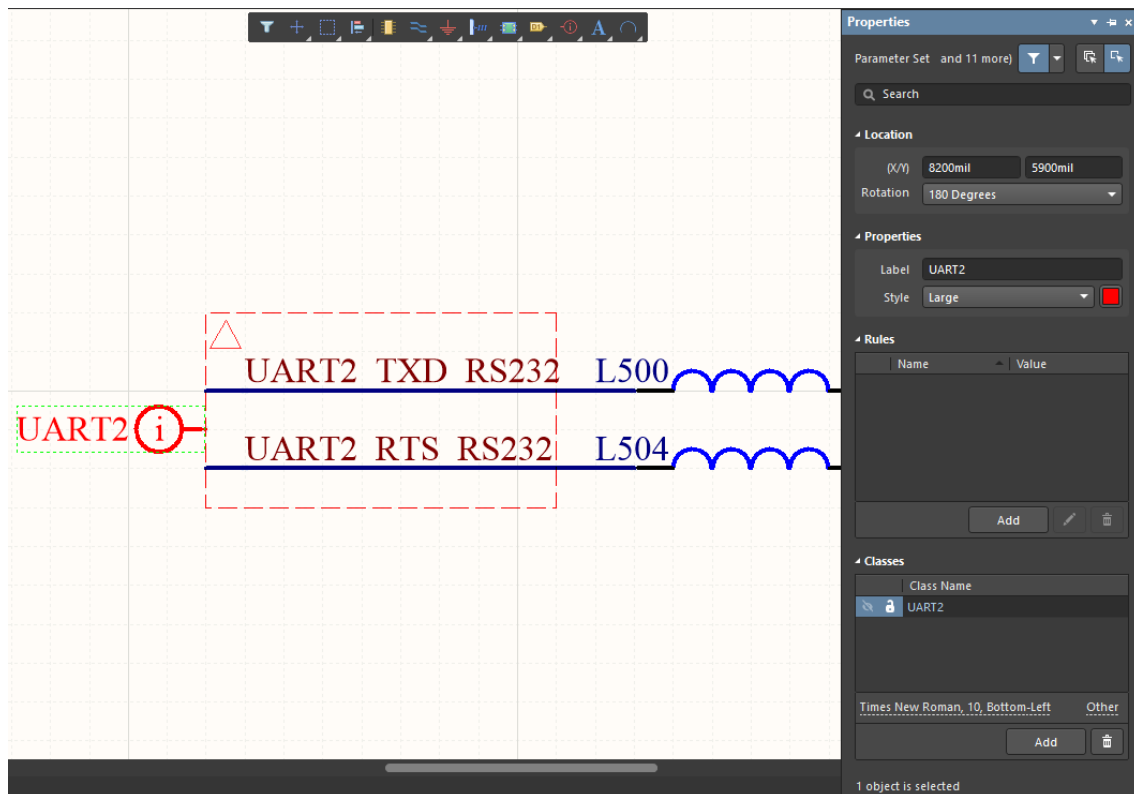 Properties
Parameter Set and 11 more)
Search
Location
(X/Y) 8200mil 5900mil
Rotation 180 Degrees
Properties
Label UART2
Style Large
Rules
Name Value
Add
Classes
Class Name
UART2
Times New Roman, 10, Bottom-Left Other
Add
1 object is selected
D1
A
UART2_TXD_RS232 L500
UART2 i
UART2_RTS_RS232 L504